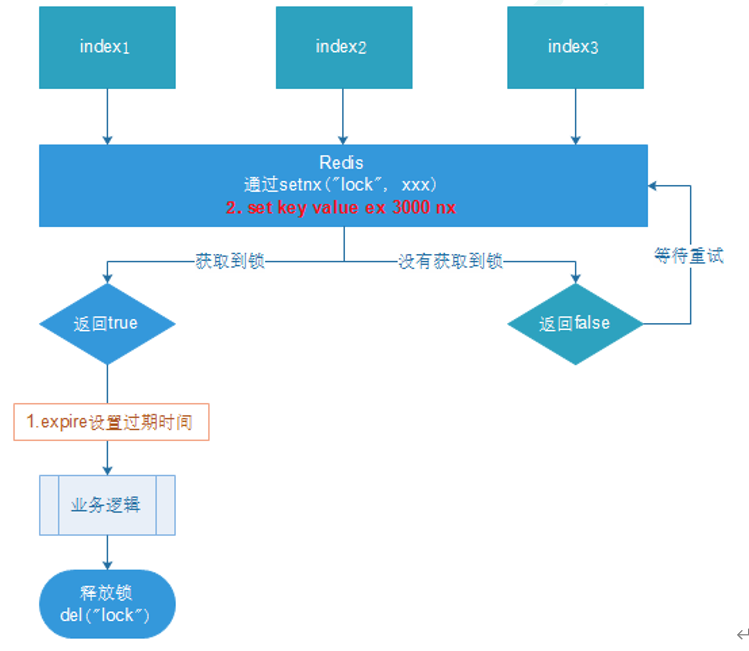 index1
index2
index3
Redis
通过setnx("lock", xxx)
2. set key value ex 3000 nx
获取到锁
没有获取到锁
等待重试
返回true
返回false
1.expire设置过期时间
业务逻辑
释放锁
del("lock")